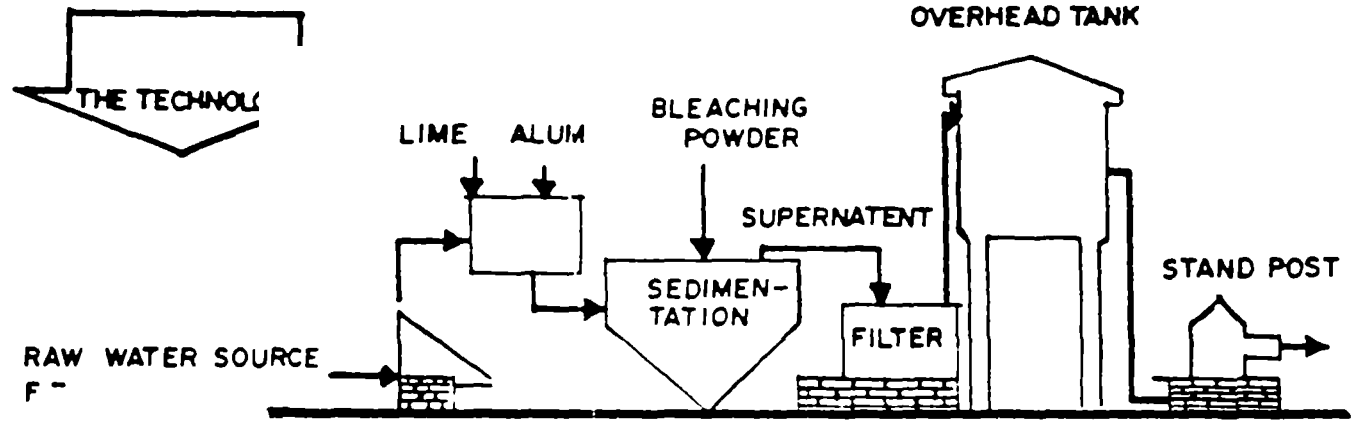 OVERHEAD TANK
THE TECHNOLO
LIME ALUM
BLEACHING
POWDER
SUPERNATENT
SEDIMEN-
TATION
STAND POST
FILTER
RAW WATER SOURCE
F-